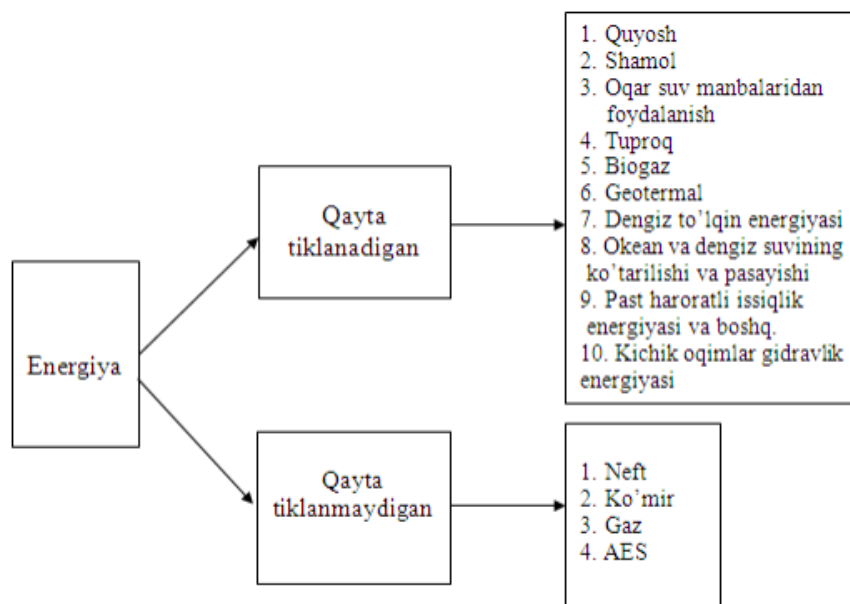 Energiya
Qayta
tiklanadigan
1. Quyosh
2. Shamol
3. Oqar suv manbalaridan
foydalanish
4. Tuproq
5. Biogaz
6. Geotermal
7. Dengiz to’lqin energiyasi
8. Okean va dengiz suvining
ko’tarilishi va pasayishi
9. Past haroratli issiqlik
energiyasi va boshq.
10. Kichik oqimlar gidravlik
energiyasi
Qayta
tiklanmaydigan
1. Neft
2. Ko’mir
3. Gaz
4. AES